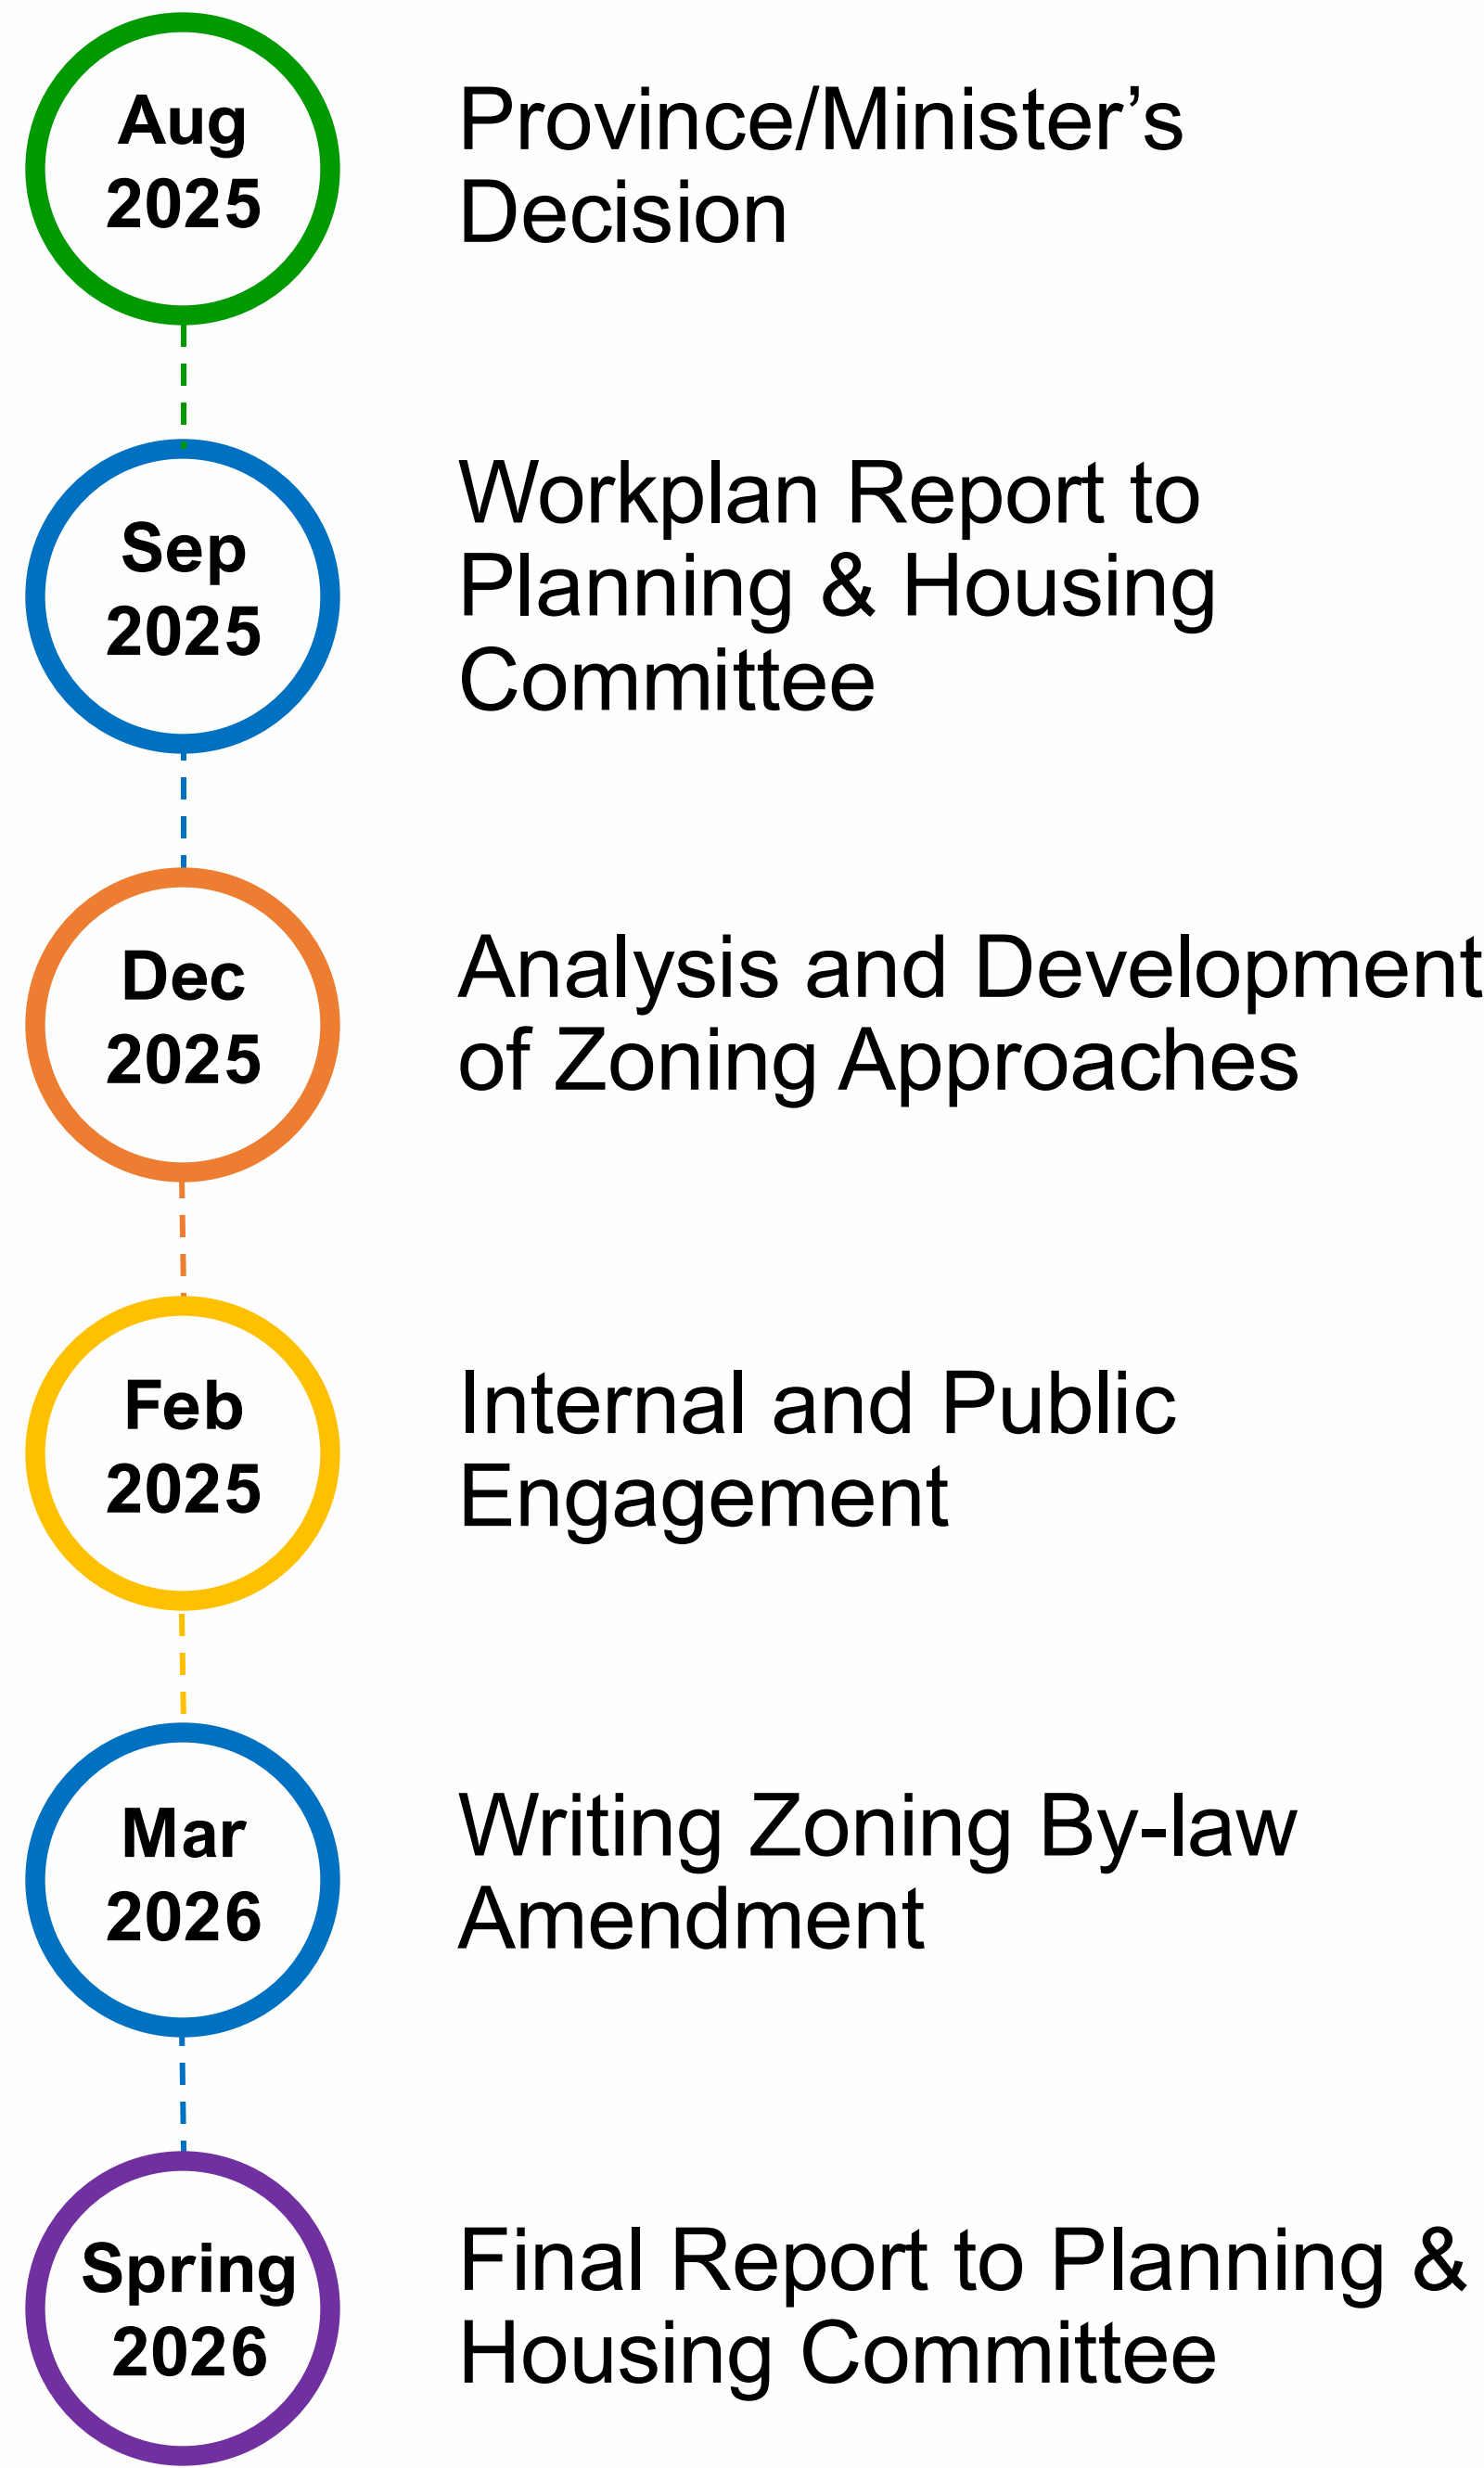 Aug
2025
Province/Minister’s
Decision
Sep
2025
Workplan Report to
Planning & Housing
Committee
Dec
2025
Analysis and Development
of Zoning Approaches
Feb
2025
Internal and Public
Engagement
Mar
2026
Writing Zoning By-law
Amendment
Spring
2026
Final Report to Planning &
Housing Committee